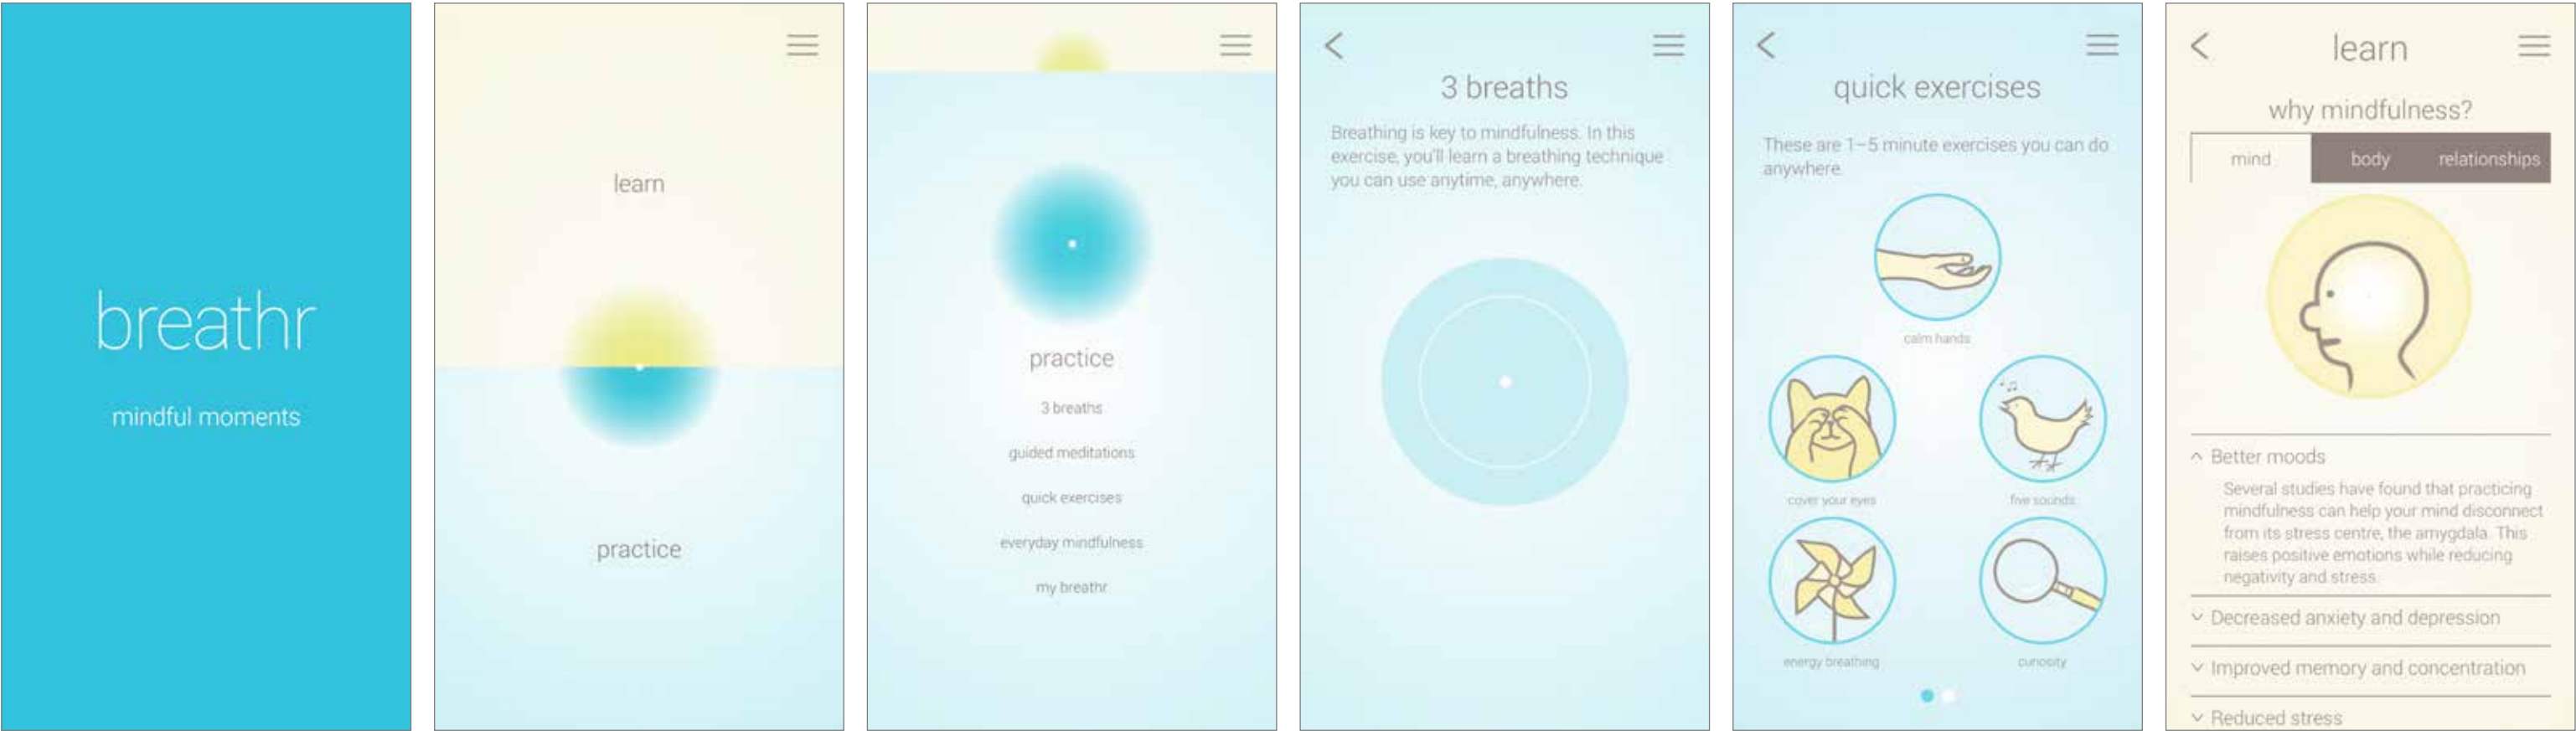 breathr
mindful moments
learn
practice
practice
3 breaths
guided meditations
quick exercises
everyday mindfulness
my breathr
3 breaths
Breathing is key to mindfulness. In this
exercise, you'll learn a breathing technique
you can use anytime, anywhere.
quick exercises
These are 1–5 minute exercises you can do
anywhere.
calm hands
cover your eyes
five sounds
energy breathing
curiosity
learn
why mindfulness?
mind body relationships
Better moods
Several studies have found that practicing
mindfulness can help your mind disconnect
from its stress centre, the amygdala. This
raises positive emotions while reducing
negativity and stress.
Decreased anxiety and depression
Improved memory and concentration
Reduced stress